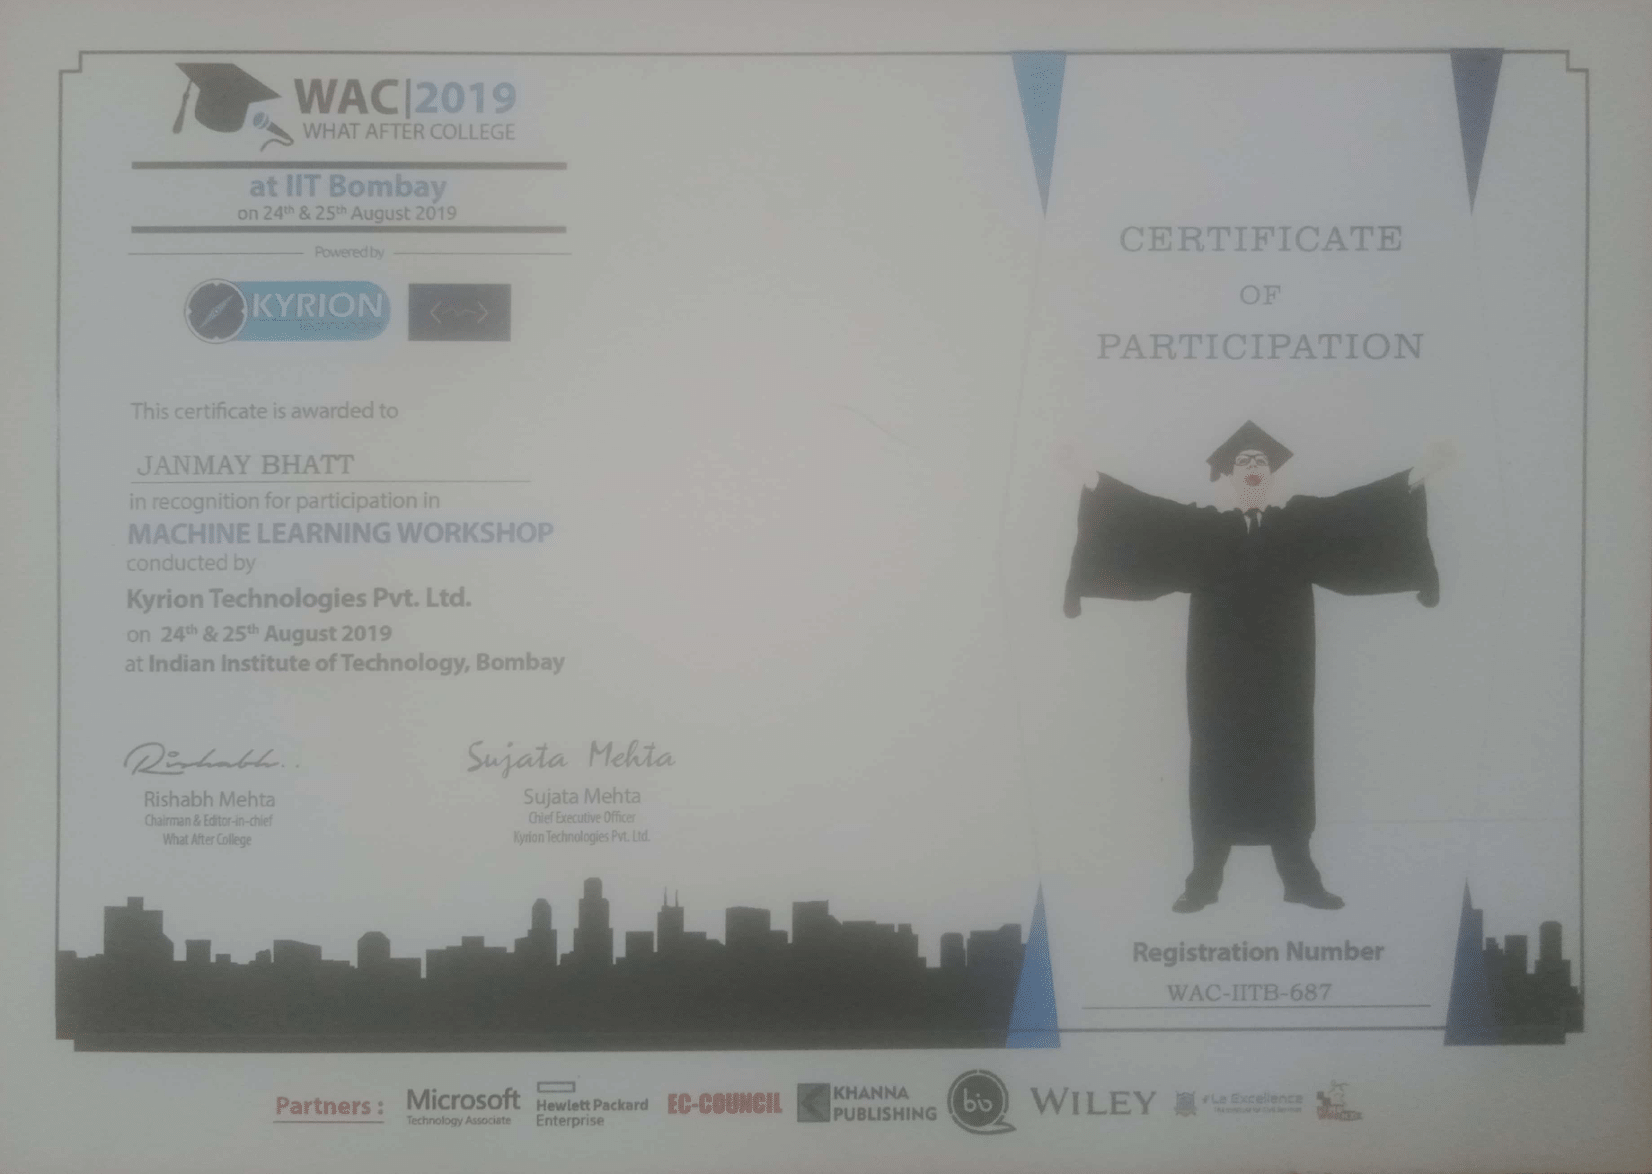 WAC|2019
WHAT AFTER COLLEGE
at IIT Bombay
on 24th & 25th August 2019
Powered by
KYRION
Technologies
This certificate is awarded to
JANMAY BHATT
in recognition for participation in
MACHINE LEARNING WORKSHOP
conducted by
Kyrion Technologies Pvt. Ltd.
on 24th & 25th August 2019
at Indian Institute of Technology, Bombay
Rishabh..
Rishabh Mehta
Chairman & Editor-in-chief
What After College
Sujata Mehta
Sujata Mehta
Chief Executive Officer
Kyrion Technologies Pvt. Ltd.
CERTIFICATE
OF
PARTICIPATION
Registration Number
WAC-IITB-687
Partners :
Microsoft
Technology Associate
Hewlett Packard
Enterprise
EC-COUNCIL
KHANNA
PUBLISHING
bio
WILEY
Le Excellence